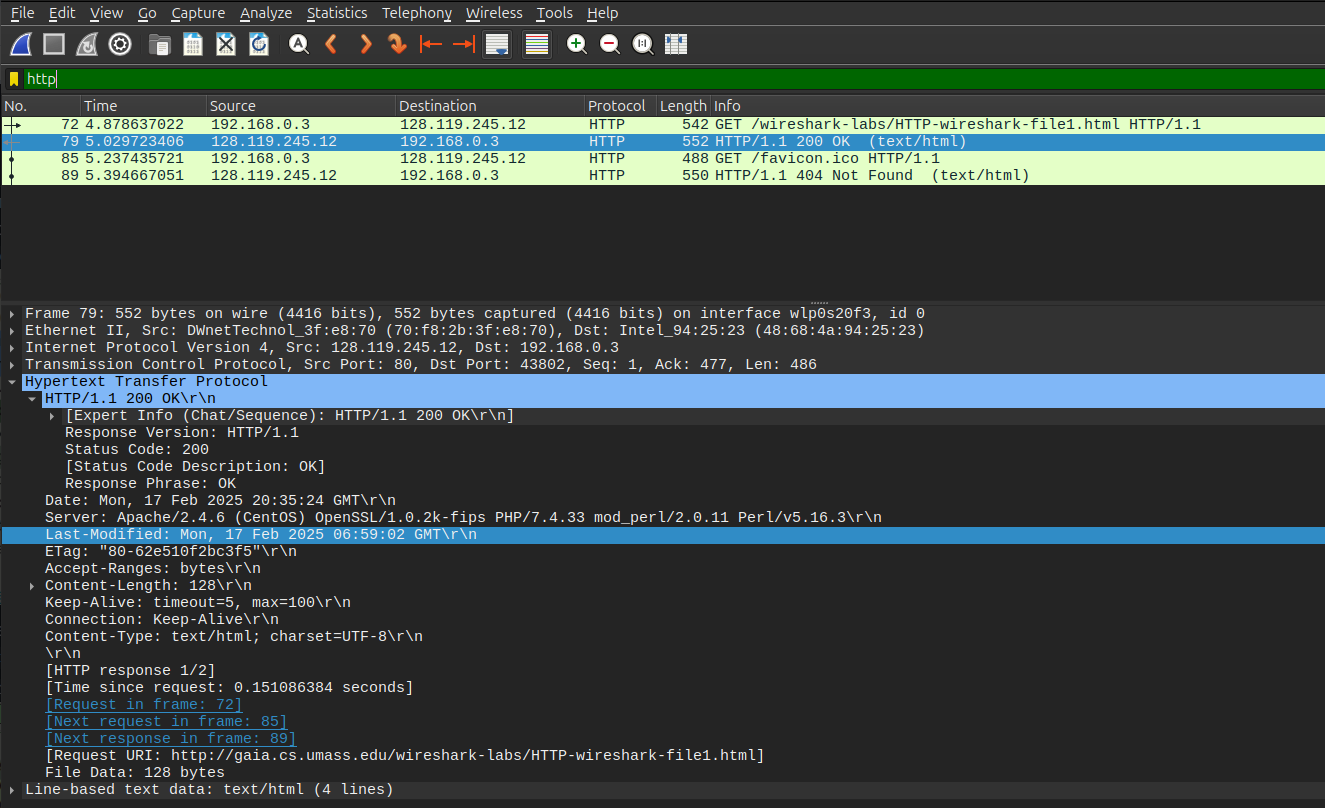 File Edit View Go Capture Analyze Statistics Telephony Wireless Tools Help
http
No. Time Source Destination Protocol Length Info
72 4.878637022 192.168.0.3 128.119.245.12 HTTP 542 GET /wireshark-labs/HTTP-wireshark-file1.html HTTP/1.1
79 5.029723406 128.119.245.12 192.168.0.3 HTTP 552 HTTP/1.1 200 OK (text/html)
85 5.237435721 192.168.0.3 128.119.245.12 HTTP 488 GET /favicon.ico HTTP/1.1
89 5.394667051 128.119.245.12 192.168.0.3 HTTP 550 HTTP/1.1 404 Not Found (text/html)
Frame 79: 552 bytes on wire (4416 bits), 552 bytes captured (4416 bits) on interface wlp0s20f3, id 0
Ethernet II, Src: DWnetTechnol_3f:e8:70 (70:f8:2b:3f:e8:70), Dst: Intel_94:25:23 (48:68:4a:94:25:23)
Internet Protocol Version 4, Src: 128.119.245.12, Dst: 192.168.0.3
Transmission Control Protocol, Src Port: 80, Dst Port: 43802, Seq: 1, Ack: 477, Len: 486
Hypertext Transfer Protocol
HTTP/1.1 200 OK\r\n
[Expert Info (Chat/Sequence): HTTP/1.1 200 OK\r\n]
Response Version: HTTP/1.1
Status Code: 200
[Status Code Description: OK]
Response Phrase: OK
Date: Mon, 17 Feb 2025 20:35:24 GMT\r\n
Server: Apache/2.4.6 (CentOS) OpenSSL/1.0.2k-fips PHP/7.4.33 mod_perl/2.0.11 Perl/v5.16.3\r\n
Last-Modified: Mon, 17 Feb 2025 06:59:02 GMT\r\n
ETag: "80-62e510f2bc3f5"\r\n
Accept-Ranges: bytes\r\n
Content-Length: 128\r\n
Keep-Alive: timeout=5, max=100\r\n
Connection: Keep-Alive\r\n
Content-Type: text/html; charset=UTF-8\r\n
\r\n
[HTTP response 1/2]
[Time since request: 0.151086384 seconds]
[Request in frame: 72]
[Next request in frame: 85]
[Next response in frame: 89]
[Request URI: http://gaia.cs.umass.edu/wireshark-labs/HTTP-wireshark-file1.html]
File Data: 128 bytes
Line-based text data: text/html (4 lines)